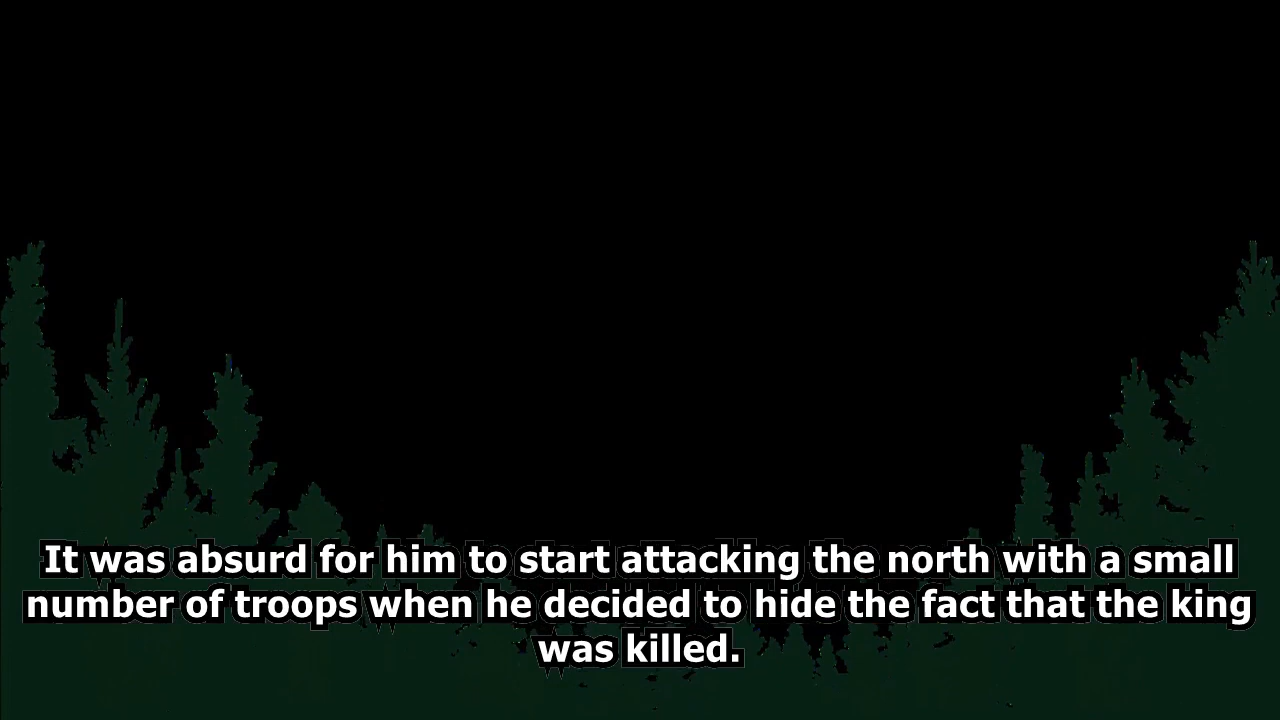 It was absurd for him to start attacking the north with a small
number of troops when he decided to hide the fact that the king
was killed.